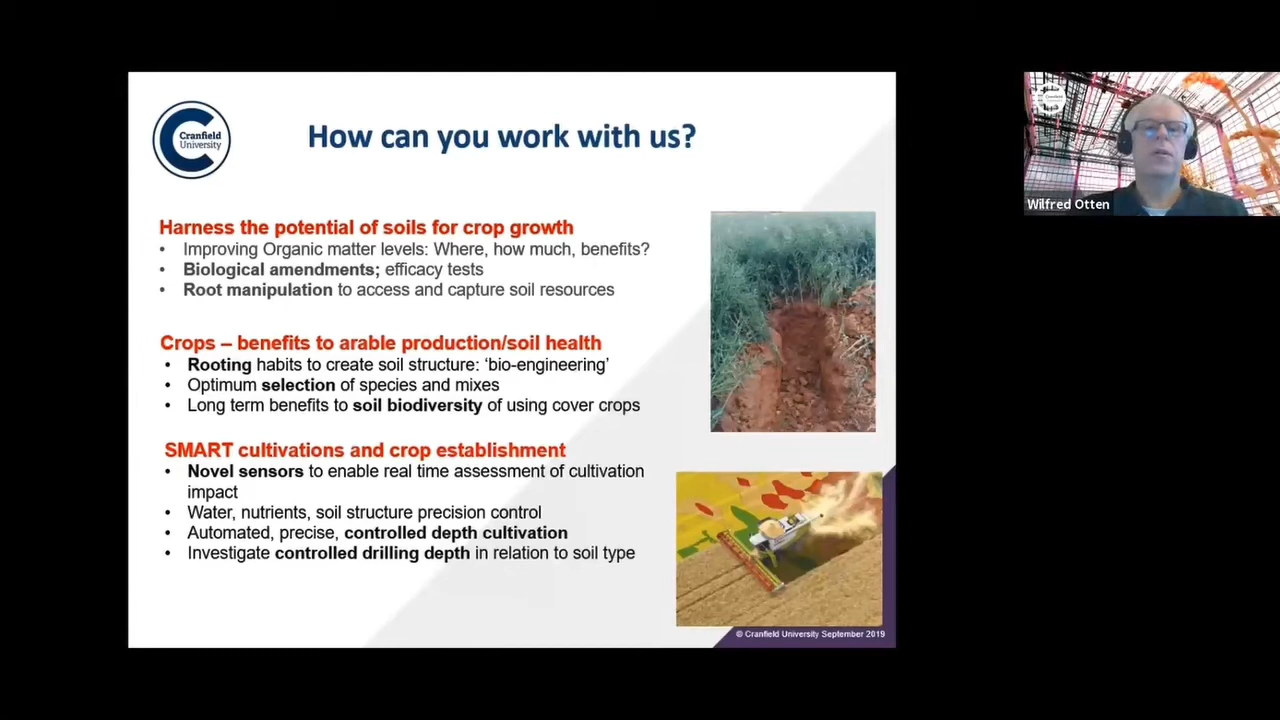 Cranfield
University
How can you work with us?
Harness the potential of soils for crop growth
• Improving Organic matter levels: Where, how much, benefits?
• Biological amendments; efficacy tests
• Root manipulation to access and capture soil resources
Crops – benefits to arable production/soil health
• Rooting habits to create soil structure: ‘bio-engineering’
• Optimum selection of species and mixes
• Long term benefits to soil biodiversity of using cover crops
SMART cultivations and crop establishment
• Novel sensors to enable real time assessment of cultivation
impact
• Water, nutrients, soil structure precision control
• Automated, precise, controlled depth cultivation
• Investigate controlled drilling depth in relation to soil type
© Cranfield University September 2019
Cranfield
Wilfred Otten